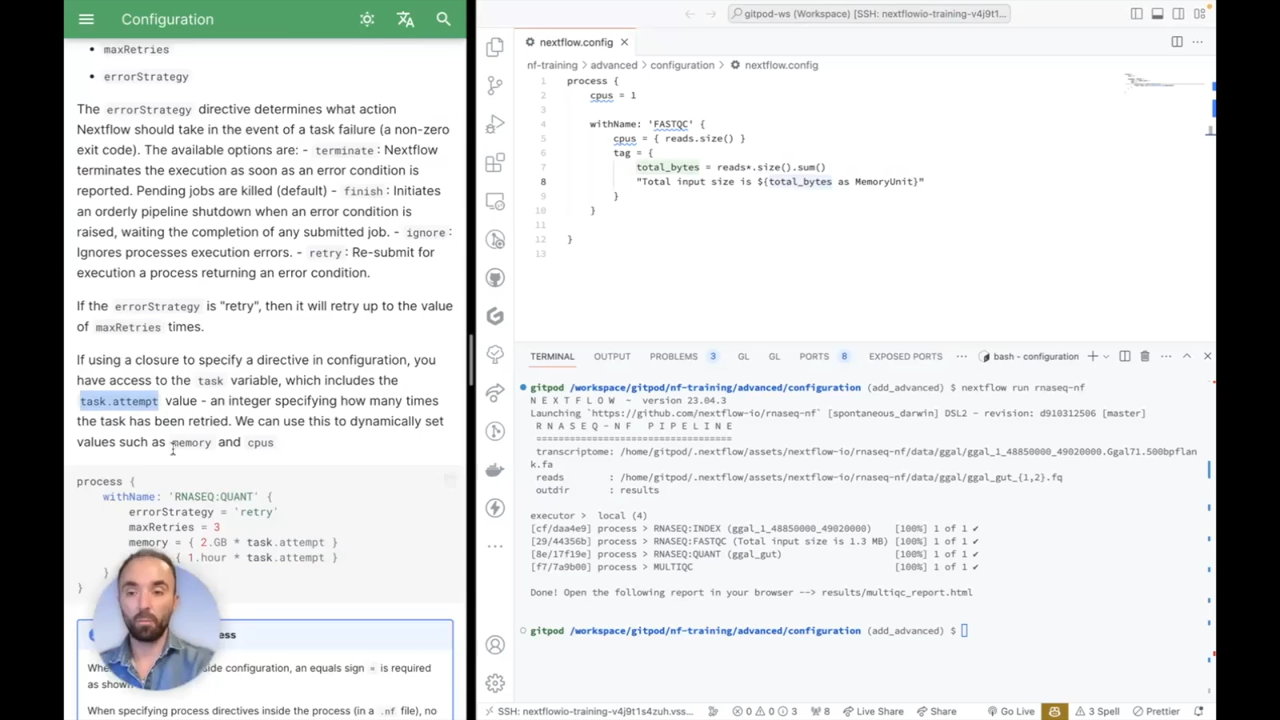 Configuration
maxRetries
errorStrategy
The errorStrategy directive determines what action
Nextflow should take in the event of a task failure (a non-zero
exit code). The available options are: - terminate : Nextflow
terminates the execution as soon as an error condition is
reported. Pending jobs are killed (default) - finish : Initiates
an orderly pipeline shutdown when an error condition is
raised, waiting the completion of any submitted job. - ignore :
Ignores processes execution errors. - retry : Re-submit for
execution a process returning an error condition.
If the errorStrategy is "retry", then it will retry up to the value
of maxRetries times.
If using a closure to specify a directive in configuration, you
have access to the task variable, which includes the
task.attempt value - an integer specifying how many times
the task has been retried. We can use this to dynamically set
values such as memory and cpus
process {
withName: 'RNASEQ:QUANT' {
errorStrategy = 'retry'
maxRetries = 3
memory = { 2.GB * task.attempt }
{ 1.hour * task.attempt }
}
}
side configuration, an equals sign = is required
as show
When specifying process directives inside the process (in a .nf file), no
gitpod-ws (Workspace) [SSH: nextflowio-training-v4j9t1...
nextflow.config
nf-training > advanced > configuration > nextflow.config
1 process {
2 cpus = 1
3
4 withName: 'FASTQC' {
5 cpus = { reads.size() }
6 tag = {
7 total_bytes = reads*.size().sum()
8 "Total input size is ${total_bytes as MemoryUnit}"
9 }
10 }
11
12 }
13
TERMINAL OUTPUT PROBLEMS 3 GL GL PORTS 8 EXPOSED PORTS ... bash - configuration
gitpod /workspace/gitpod/nf-training/advanced/configuration (add_advanced) $ nextflow run rnaseq-nf
N E X T F L O W ~ version 23.04.3
Launching `https://github.com/nextflow-io/rnaseq-nf` [spontaneous_darwin] DSL2 - revision: d910312506 [master]
R N A S E Q - N F P I P E L I N E
===================================
transcriptome: /home/gitpod/.nextflow/assets/nextflow-io/rnaseq-nf/data/ggal/ggal_1_48850000_49020000.Ggal71.500bpflan
k.fa
reads : /home/gitpod/.nextflow/assets/nextflow-io/rnaseq-nf/data/ggal/ggal_gut_{1,2}.fq
outdir : results
executor > local (4)
[cf/daa4e9] process > RNASEQ:INDEX (ggal_1_48850000_49020000) [100%] 1 of 1 ✔
[29/44356b] process > RNASEQ:FASTQC (Total input size is 1.3 MB) [100%] 1 of 1 ✔
[8e/17f19e] process > RNASEQ:QUANT (ggal_gut) [100%] 1 of 1 ✔
[f7/7a9b00] process > MULTIQC [100%] 1 of 1 ✔
Done! Open the following report in your browser --> results/multiqc_report.html
gitpod /workspace/gitpod/nf-training/advanced/configuration (add_advanced) $
SSH: nextflowio-training-v4j9t1s4zuh.vss... 0 0 3 8 Live Share Share Go Live 3 Spell Prettier